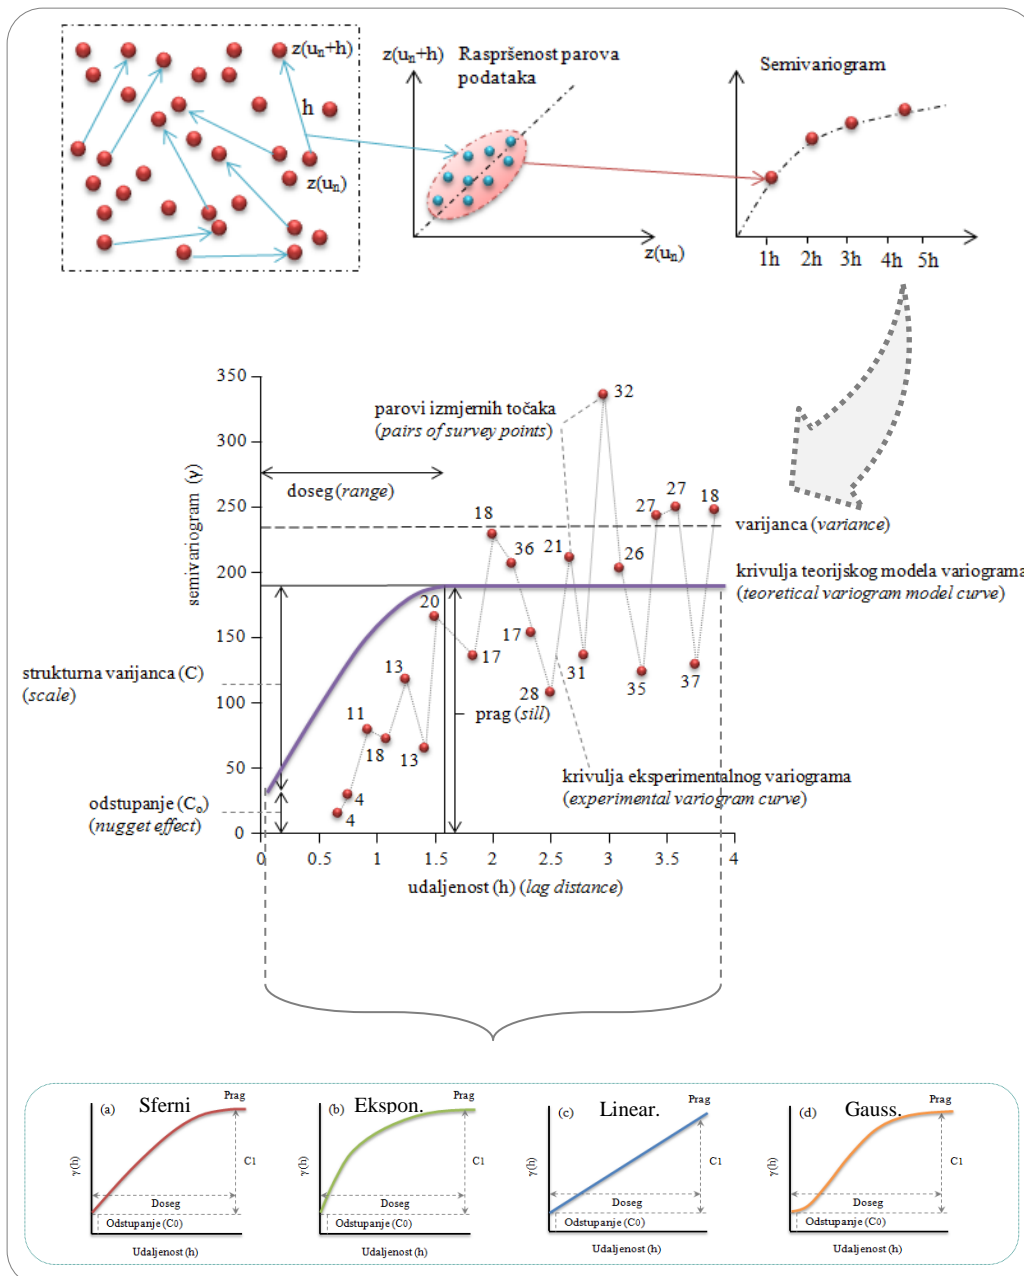 z(uₙ+h)
h
z(uₙ)
z(uₙ+h)
Raspršenost parova
podataka
z(uₙ)
Semivariogram
1h 2h 3h 4h 5h
350
300
250
200
150
100
50
0
semivariogram (γ)
parovi izmjernih točaka
(pairs of survey points)
32
doseg (range)
18
36
21
26
27
27
18
varijanca (variance)
krivulja teorijskog modela variograma
(teoretical variogram model curve)
20
17
17
28
31
35
37
13
11
18
13
4
4
strukturna varijanca (C)
(scale)
prag (sill)
krivulja eksperimentalnog variograma
(experimental variogram curve)
odstupanje (Cₒ)
(nugget effect)
0 0.5 1 1.5 2 2.5 3 3.5 4
udaljenost (h) (lag distance)
(a) Sferni
Prag
γ(h)
C1
Doseg
Odstupanje (C0)
Udaljenost (h)
(b) Ekspon.
Prag
γ(h)
C1
Doseg
Odstupanje (C0)
Udaljenost (h)
(c) Linear.
Prag
γ(h)
C1
Doseg
Odstupanje (C0)
Udaljenost (h)
(d) Gauss.
Prag
γ(h)
C1
Doseg
Odstupanje (C0)
Udaljenost (h)